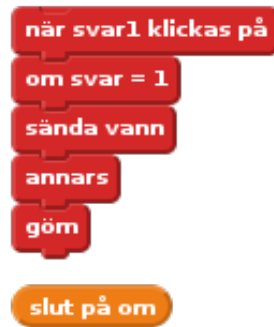 när svar1 klickas på
om svar = 1
sända vann
annars
göm
slut på om